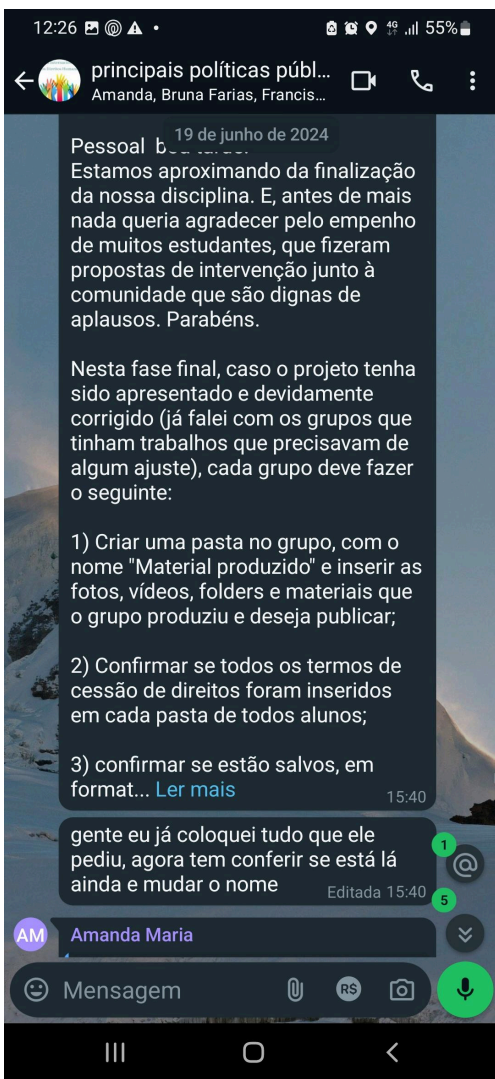 12:26
4G
55%
principais políticas públ...
Amanda, Bruna Farias, Francis...
19 de junho de 2024
Pessoal
Estamos aproximando da finalização
da nossa disciplina. E, antes de mais
nada queria agradecer pelo empenho
de muitos estudantes, que fizeram
propostas de intervenção junto à
comunidade que são dignas de
aplausos. Parabéns.
Nesta fase final, caso o projeto tenha
sido apresentado e devidamente
corrigido (já falei com os grupos que
tinham trabalhos que precisavam de
algum ajuste), cada grupo deve fazer
o seguinte:
1) Criar uma pasta no grupo, com o
nome "Material produzido" e inserir as
fotos, vídeos, folders e materiais que
o grupo produziu e deseja publicar;
2) Confirmar se todos os termos de
cessão de direitos foram inseridos
em cada pasta de todos alunos;
3) confirmar se estão salvos, em
format... Ler mais
15:40
gente eu já coloquei tudo que ele
pediu, agora tem conferir se está lá
ainda e mudar o nome
Editada 15:40
1
@
5
AM
Amanda Maria
Mensagem
R$